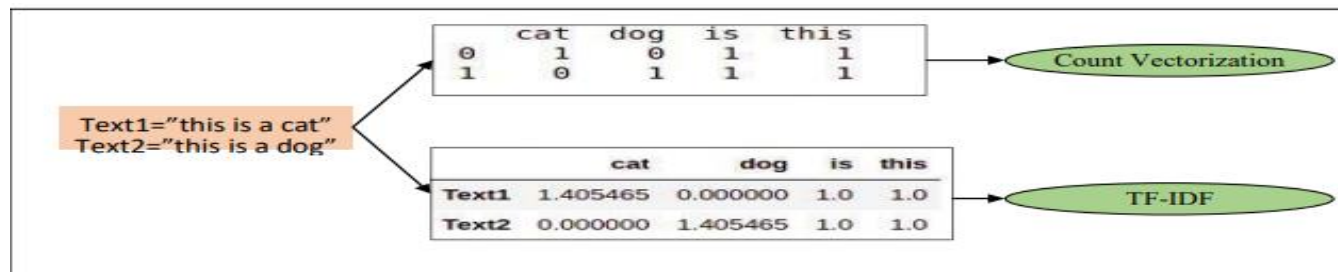 cat dog is this
0 1 0 1 1
1 0 1 1 1
Count Vectorization
Text1="this is a cat"
Text2="this is a dog"
cat dog is this
Text1 1.405465 0.000000 1.0 1.0
Text2 0.000000 1.405465 1.0 1.0
TF-IDF